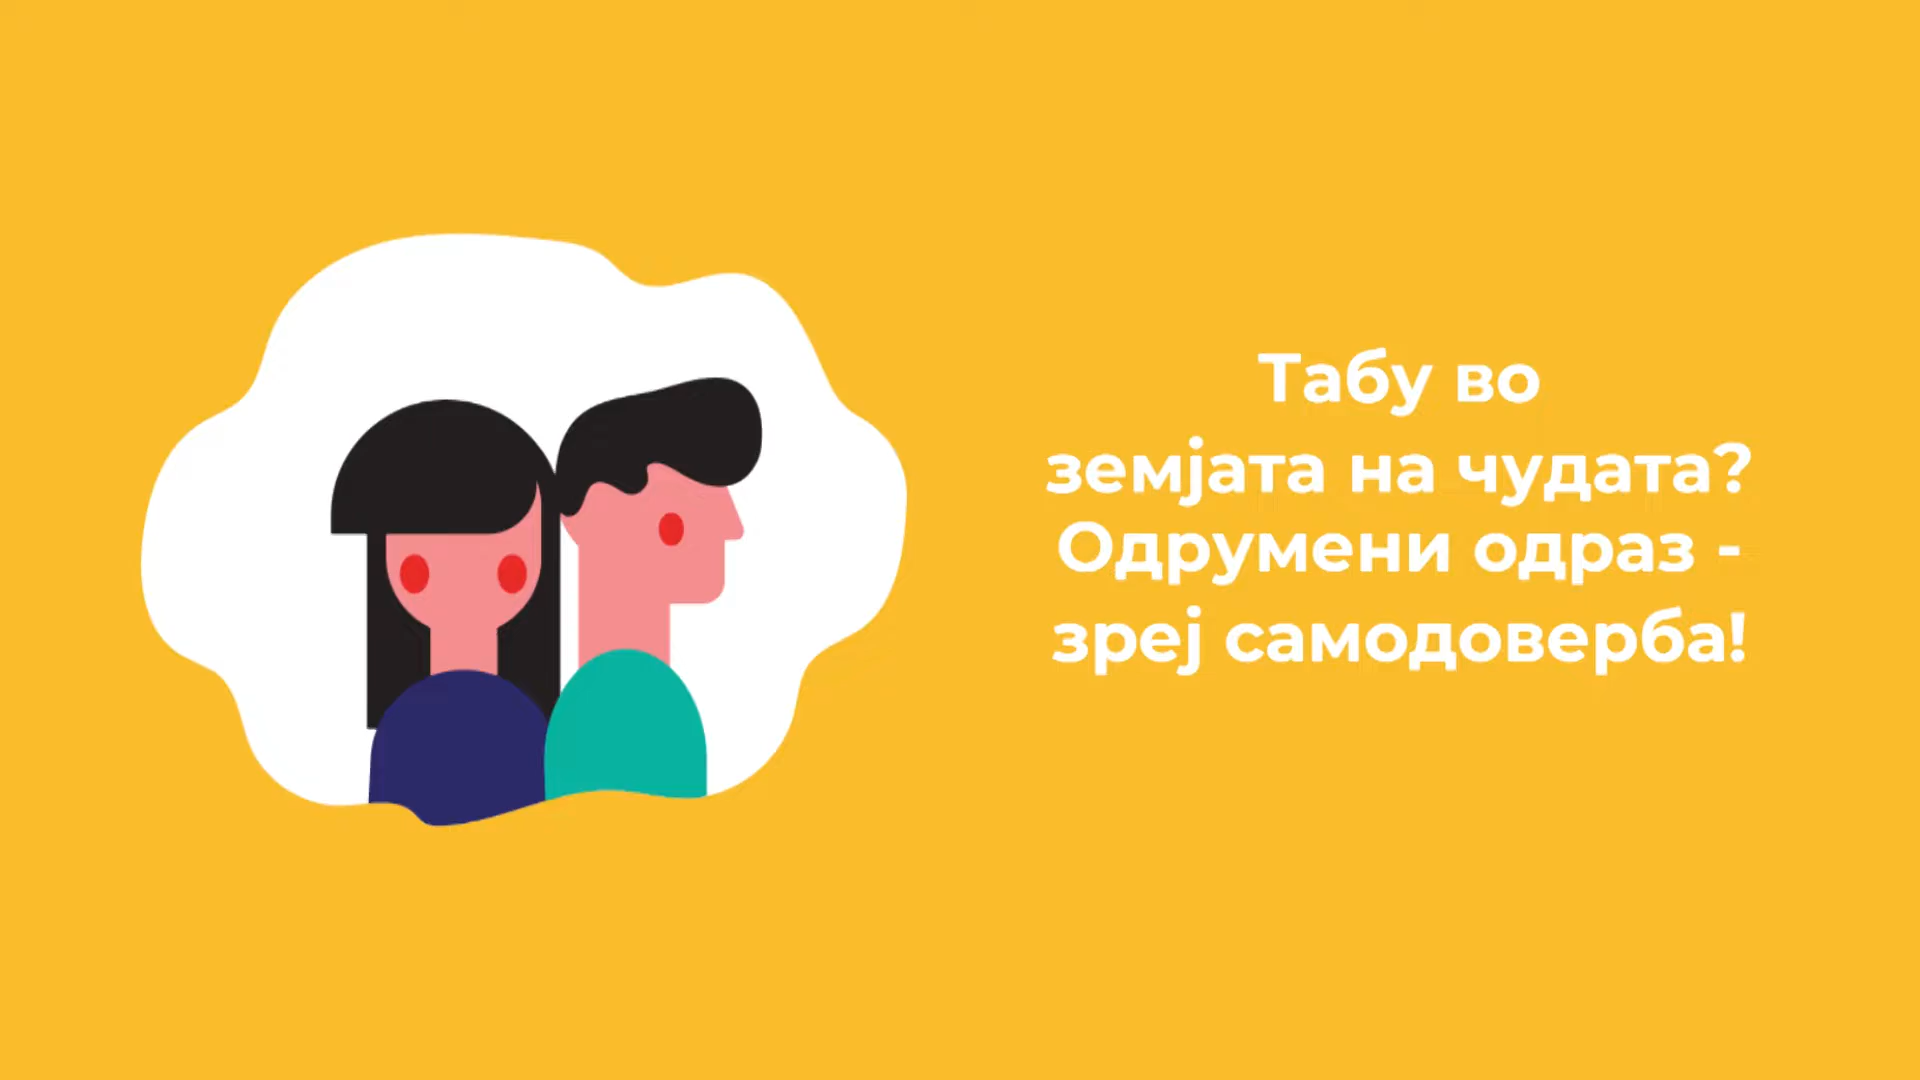 Табу во
земјата на чудата?
Одрумени одраз -
зреј самодоверба!